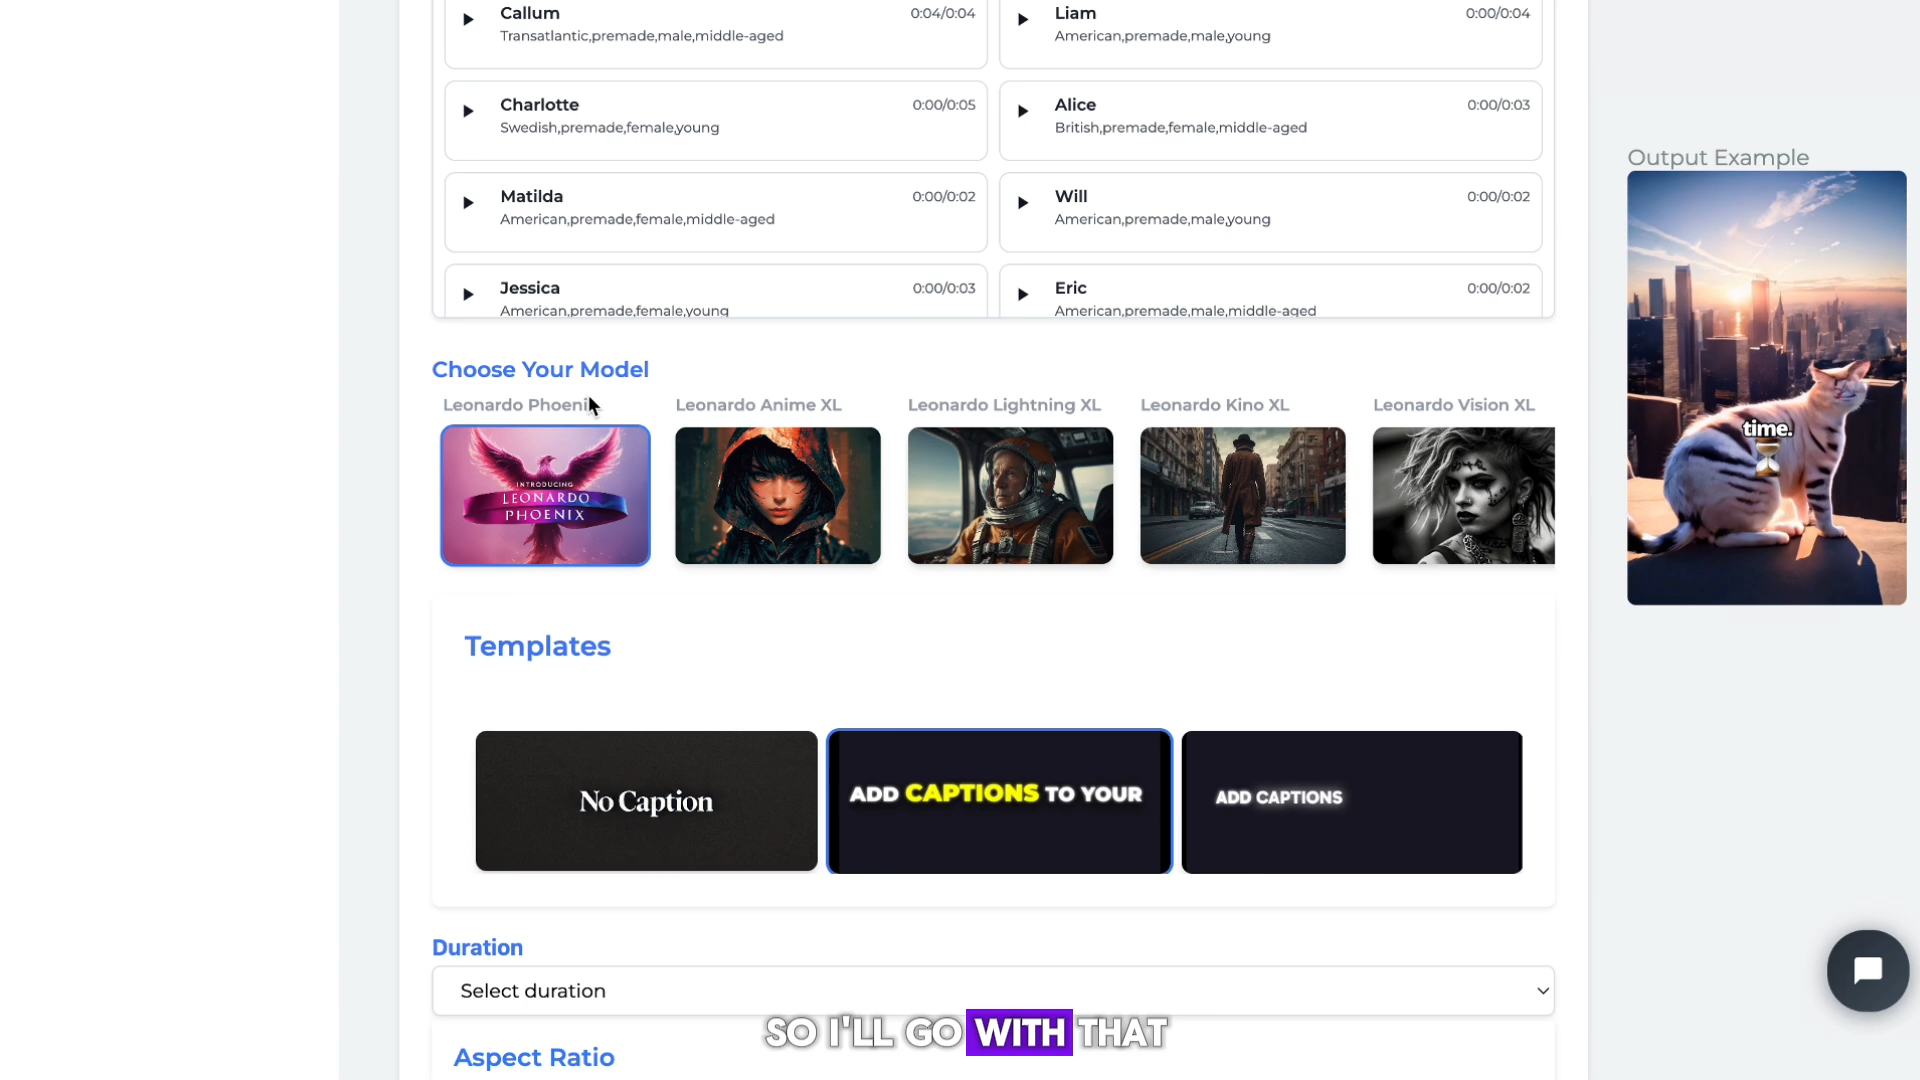 Callum
0:04/0:04
Transatlantic,premade,male,middle-aged
Liam
0:00/0:04
American,premade,male,young
Charlotte
0:00/0:05
Swedish,premade,female,young
Alice
0:00/0:03
British,premade,female,middle-aged
Matilda
0:00/0:02
American,premade,female,middle-aged
Will
0:00/0:02
American,premade,male,young
Jessica
0:00/0:03
American,premade,female,young
Eric
0:00/0:02
American,premade,male,middle-aged
Output Example
time.
Choose Your Model
Leonardo Phoenix
Leonardo Anime XL
Leonardo Lightning XL
Leonardo Kino XL
Leonardo Vision XL
INTRODUCING
LEONARDO
PHOENIX
Templates
No Caption
ADD CAPTIONS TO YOUR
ADD CAPTIONS
Duration
Select duration
SO I'LL GO WITH THAT
Aspect Ratio